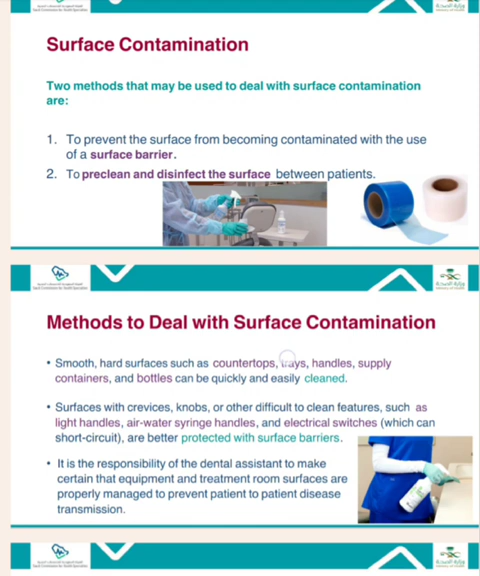 Surface Contamination
Two methods that may be used to deal with surface contamination
are:
1. To prevent the surface from becoming contaminated with the use
of a surface barrier.
2. To preclean and disinfect the surface between patients.
وزارة الصحة
Methods to Deal with Surface Contamination
• Smooth, hard surfaces such as countertops, trays, handles, supply
containers, and bottles can be quickly and easily cleaned.
• Surfaces with crevices, knobs, or other difficult to clean features, such as
light handles, air-water syringe handles, and electrical switches (which can
short-circuit), are better protected with surface barriers.
• It is the responsibility of the dental assistant to make
certain that equipment and treatment room surfaces are
properly managed to prevent patient to patient disease
transmission.